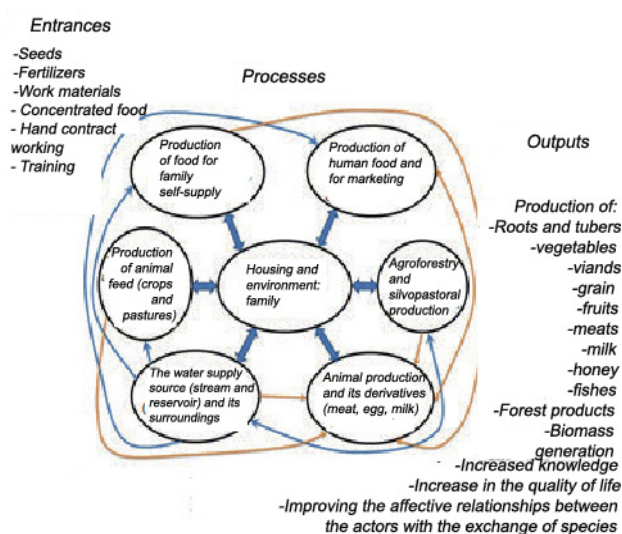 Entrances
-Seeds
-Fertilizers
-Work materials
- Concentrated food
- Hand contract
working
- Training
Processes
Production
of food for
family
self-supply
Production of
human food and
for marketing
Production
of animal
feed (crops
and
pastures)
Housing and
environment:
family
Agroforestry
and
silvopastoral
production
The water supply
source (stream and
reservoir) and its
surroundings
Animal production
and its derivatives
(meat, egg, milk)
Outputs
Production of:
-Roots and tubers
-vegetables
-viands
-grain
-fruits
-meats
-milk
-honey
-fishes
-Forest products
-Biomass
generation
-Increased knowledge
-Increase in the quality of life
-Improving the affective relationships between
the actors with the exchange of species